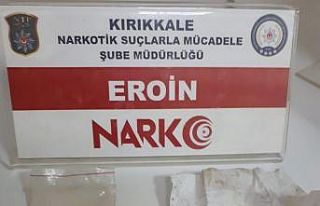 KIRIKKALE
NARKOTİK SUÇLARLA MÜCADELE
ŞUBE MÜDÜRLÜĞÜ
EROİN
NARKO